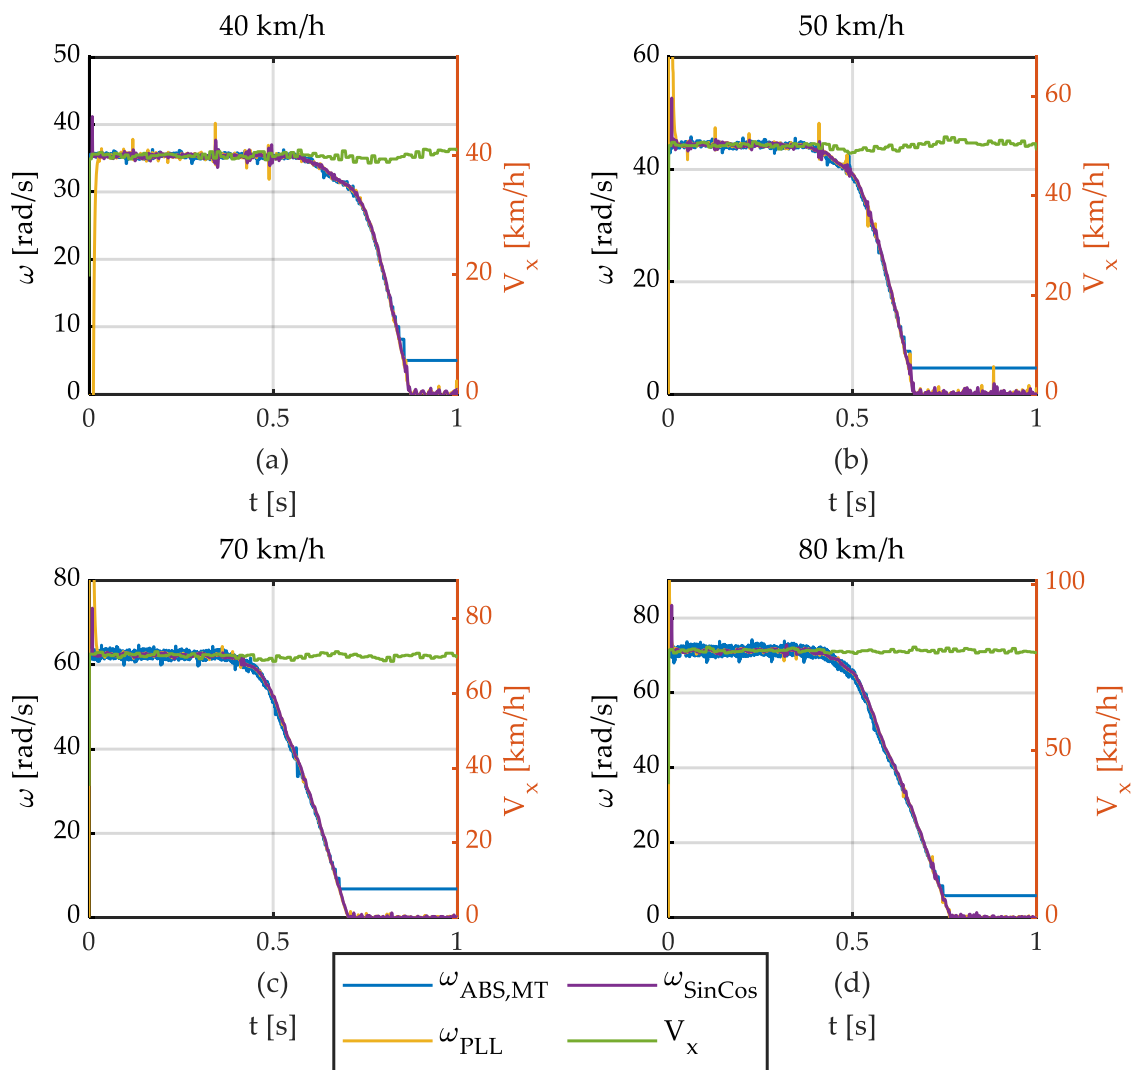 40 km/h
50 km/h
50
40
30
20
10
0
ω [rad/s]
40
20
0
V_x [km/h]
0 0.5 1
(a)
t [s]
60
40
20
0
ω [rad/s]
60
40
20
0
V_x [km/h]
0 0.5 1
(b)
t [s]
70 km/h
80 km/h
80
60
40
20
0
ω [rad/s]
80
60
40
20
0
V_x [km/h]
0 0.5 1
(c)
t [s]
80
60
40
20
0
ω [rad/s]
100
50
0
V_x [km/h]
0 0.5 1
(d)
t [s]
ω_ABS,MT ω_SinCos
ω_PLL V_x